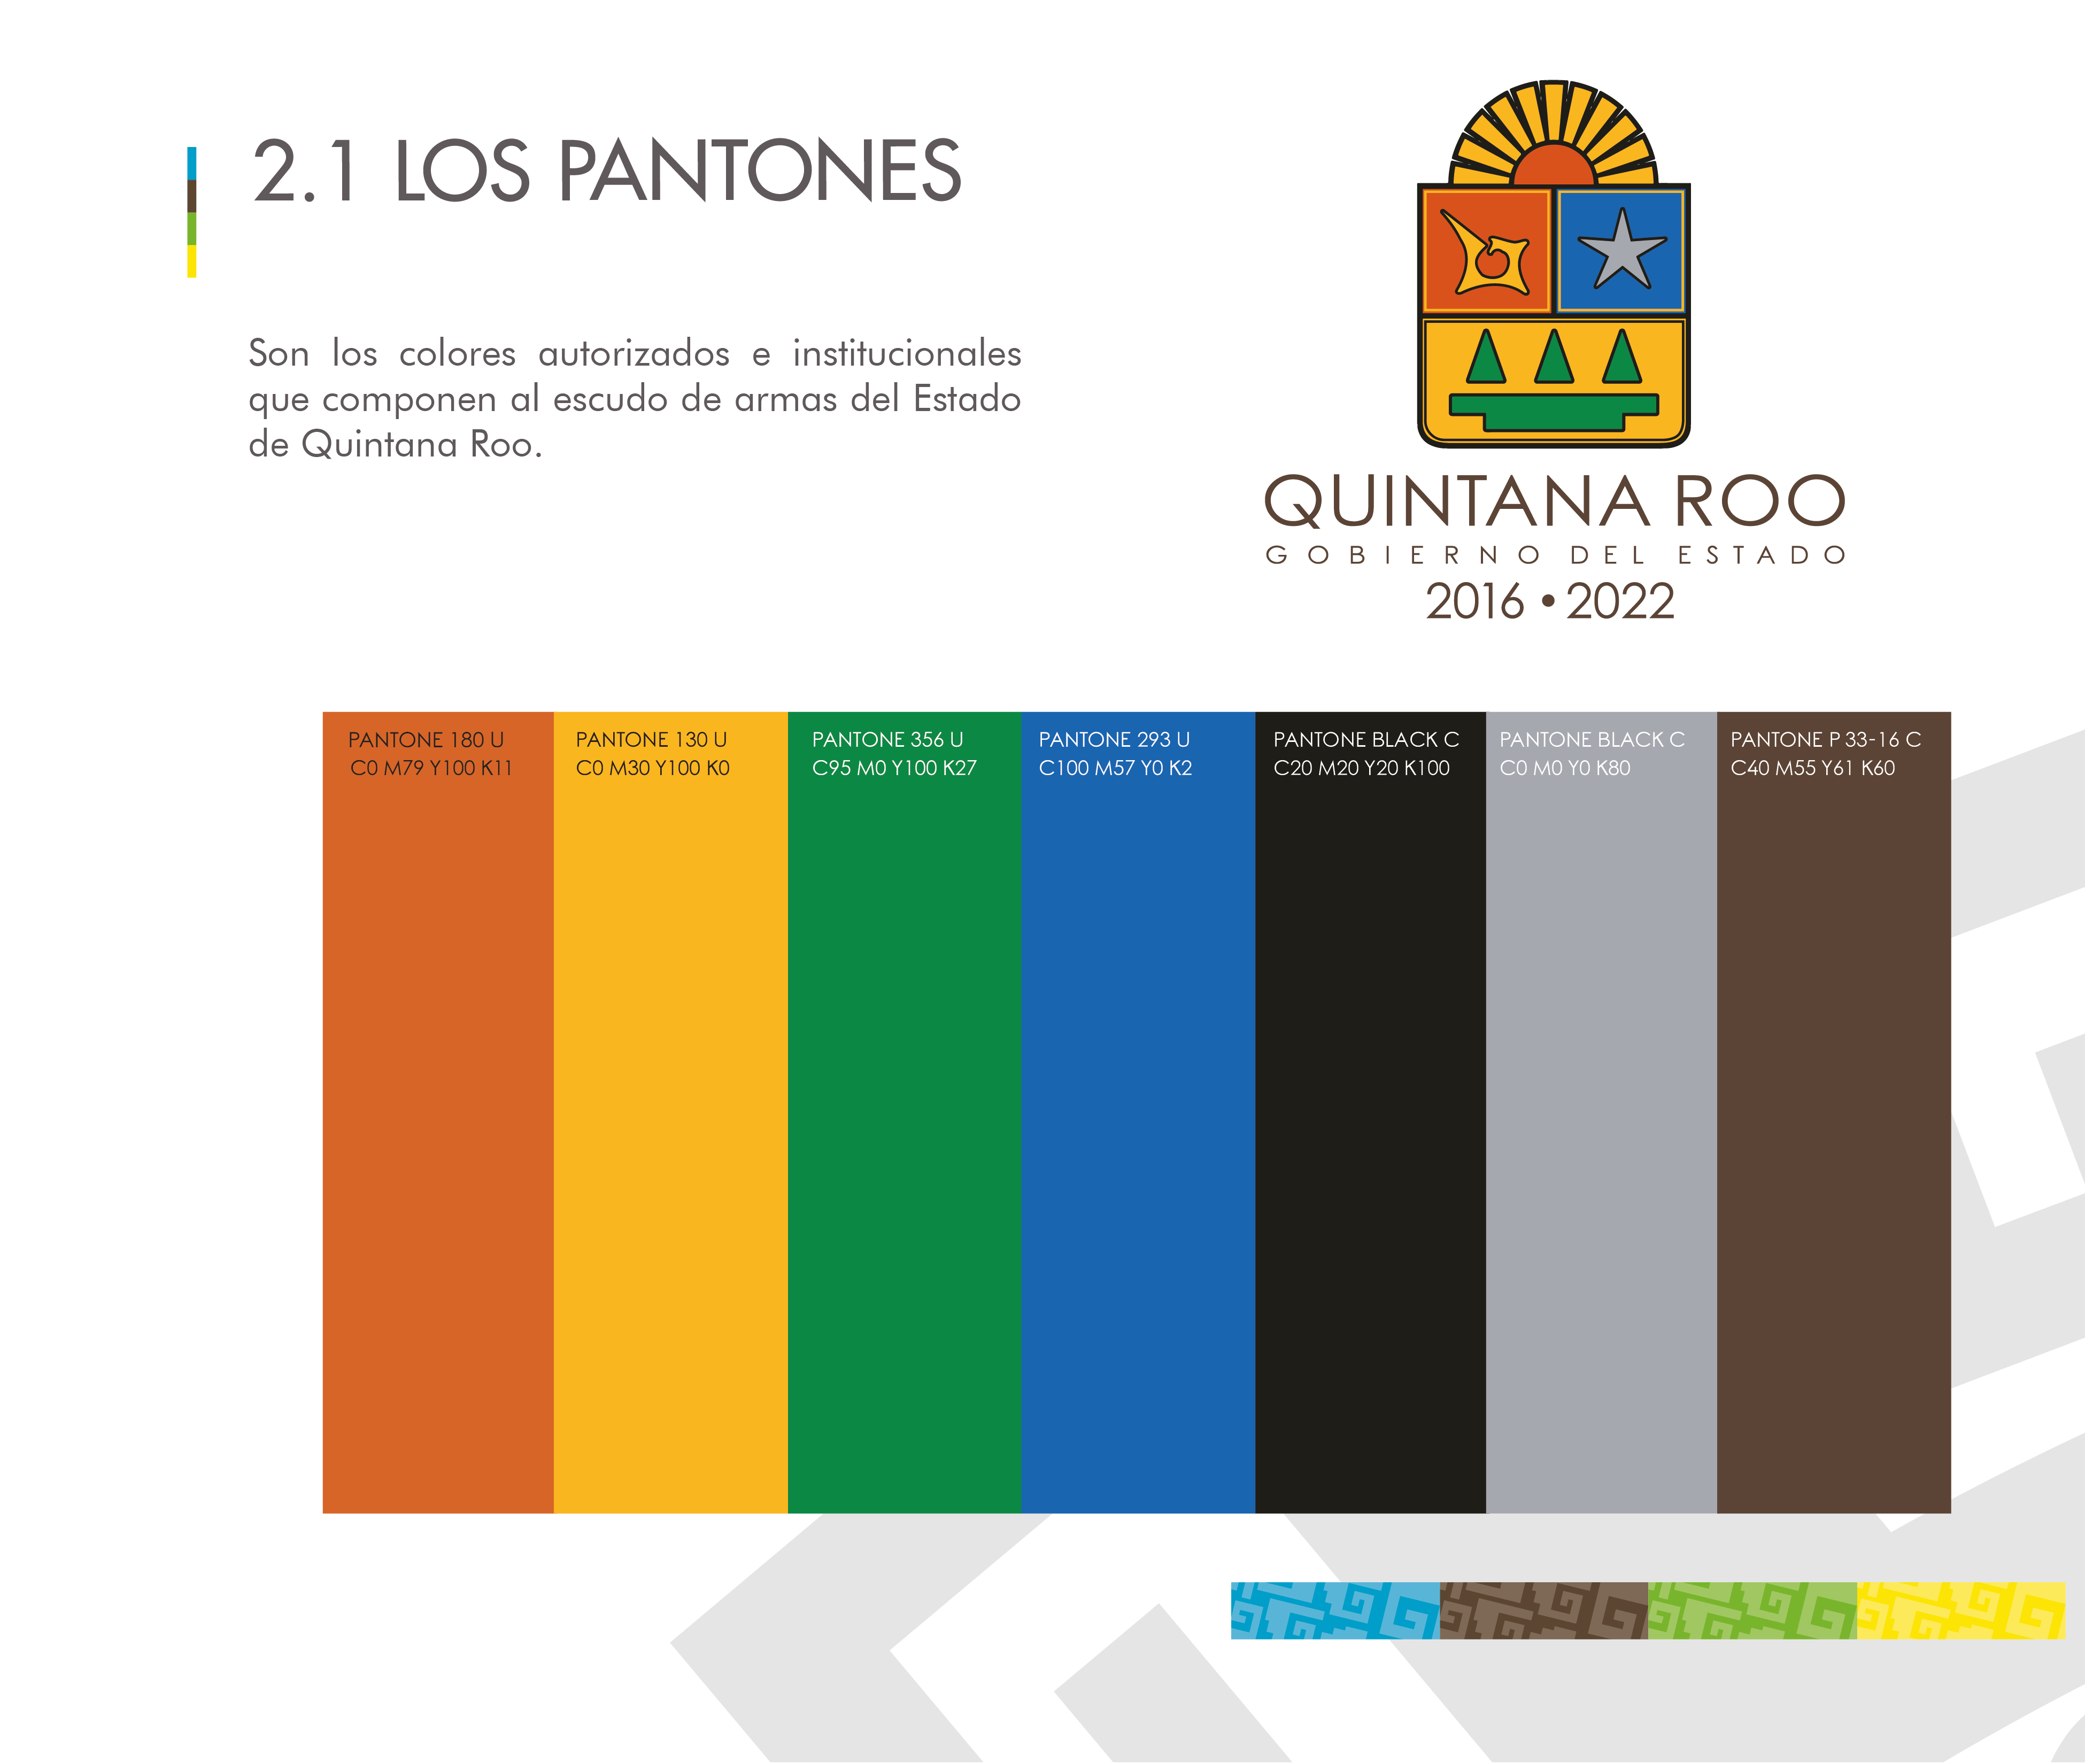 2.1 LOS PANTONES
Son los colores autorizados e institucionales
que componen al escudo de armas del Estado
de Quintana Roo.
QUINTANA ROO
GOBIERNO DEL ESTADO
2016 • 2022
PANTONE 180 U
C0 M79 Y100 K11
PANTONE 130 U
C0 M30 Y100 K0
PANTONE 356 U
C95 M0 Y100 K27
PANTONE 293 U
C100 M57 Y0 K2
PANTONE BLACK C
C20 M20 Y20 K100
PANTONE BLACK C
C0 M0 Y0 K80
PANTONE P 33-16 C
C40 M55 Y61 K60